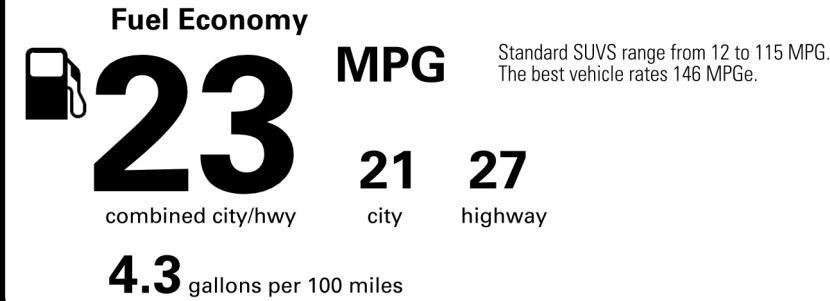 Fuel Economy
23
MPG
Standard SUVS range from 12 to 115 MPG.
The best vehicle rates 146 MPGe.
21 27
combined city/hwy city highway
4.3 gallons per 100 miles